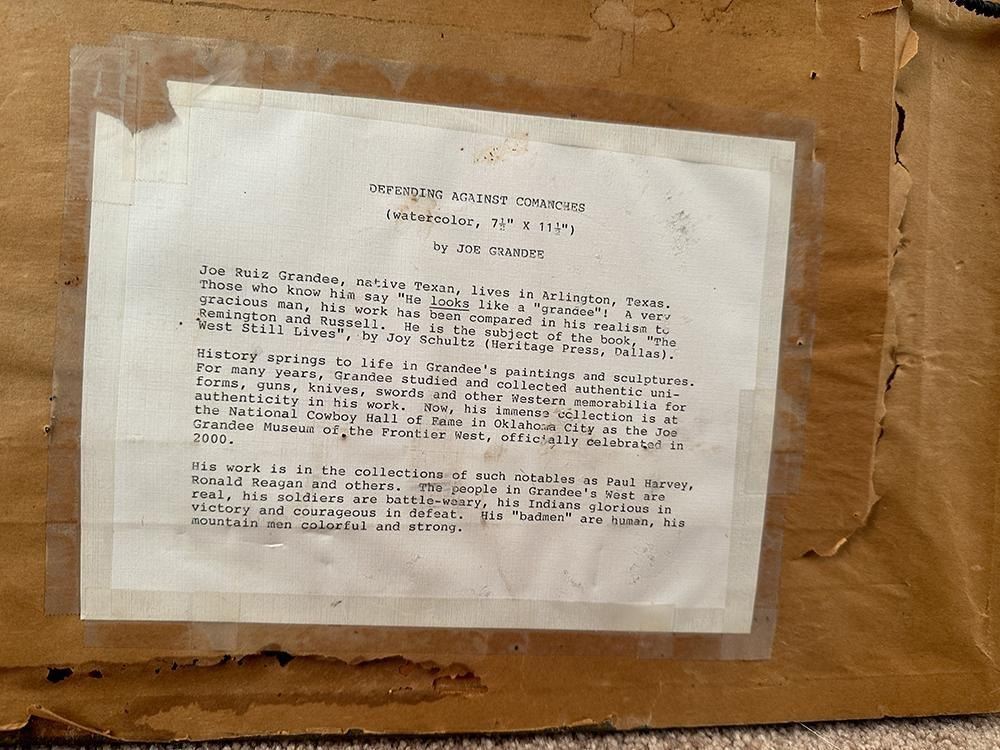 DEFENDING AGAINST COMANCHES
(watercolor, 7½" X 11½")
by JOE GRANDEE
Joe Ruiz Grandee, native Texan, lives in Arlington, Texas.
Those who know him say "He looks like a "grandee"! A very
gracious man, his work has been compared in his realism to
Remington and Russell. He is the subject of the book, "The
West Still Lives", by Joy Schultz (Heritage Press, Dallas).
History springs to life in Grandee's paintings and sculptures.
For many years, Grandee studied and collected authentic uni-
forms, guns, knives, swords and other Western memorabilia for
authenticity in his work. Now, his immense collection is at
the National Cowboy Hall of Fame in Oklahoma City as the Joe
Grandee Museum of the Frontier West, officially celebrated in
2000.
His work is in the collections of such notables as Paul Harvey,
Ronald Reagan and others. The people in Grandee's West are
real, his soldiers are battle-weary, his Indians glorious in
victory and courageous in defeat. His "badmen" are human, his
mountain men colorful and strong.